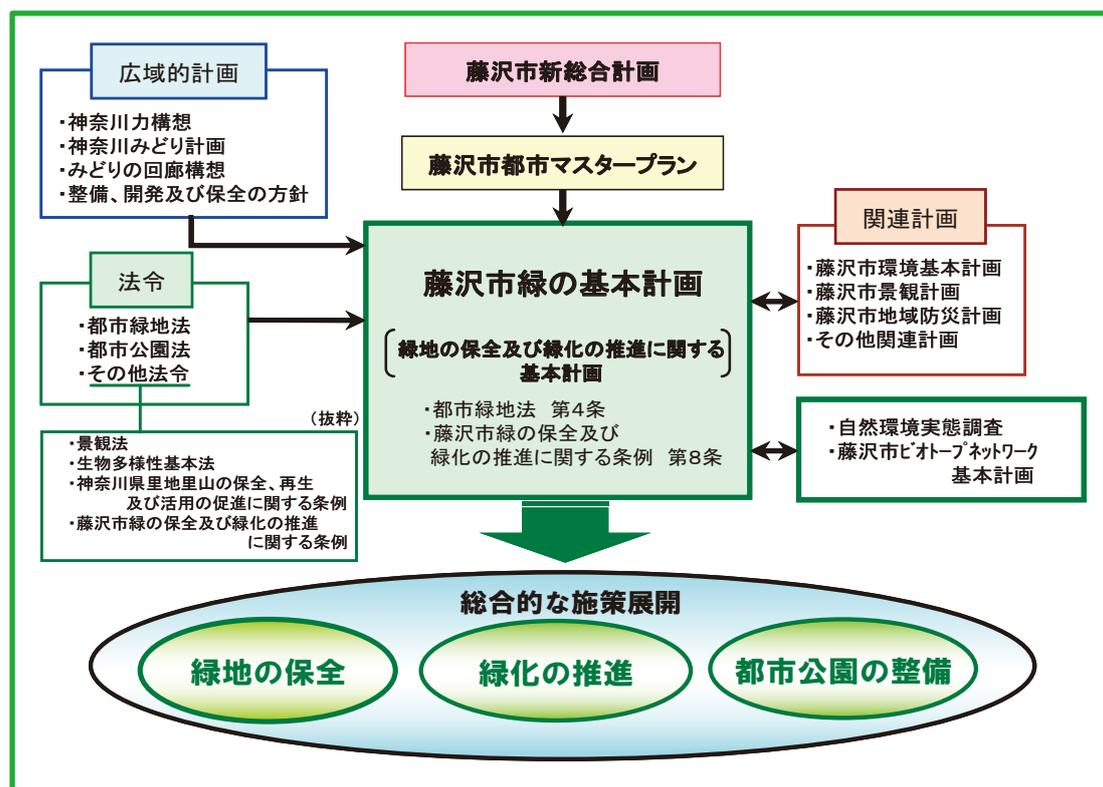 広域的計画
・神奈川力構想
・神奈川みどり計画
・みどりの回廊構想
・整備、開発及び保全の方針
藤沢市新総合計画
藤沢市都市マスタープラン
法令
・都市緑地法
・都市公園法
・その他法令
(抜粋)
・景観法
・生物多様性基本法
・神奈川県里地里山の保全、再生
及び活用の促進に関する条例
・藤沢市緑の保全及び緑化の推進
に関する条例
藤沢市緑の基本計画
緑地の保全及び緑化の推進に関する
基本計画
・都市緑地法 第4条
・藤沢市緑の保全及び
緑化の推進に関する条例 第8条
関連計画
・藤沢市環境基本計画
・藤沢市景観計画
・藤沢市地域防災計画
・その他関連計画
・自然環境実態調査
・藤沢市ﾋﾞｵﾄｰﾌﾟﾈｯﾄﾜｰｸ
基本計画
総合的な施策展開
緑地の保全
緑化の推進
都市公園の整備